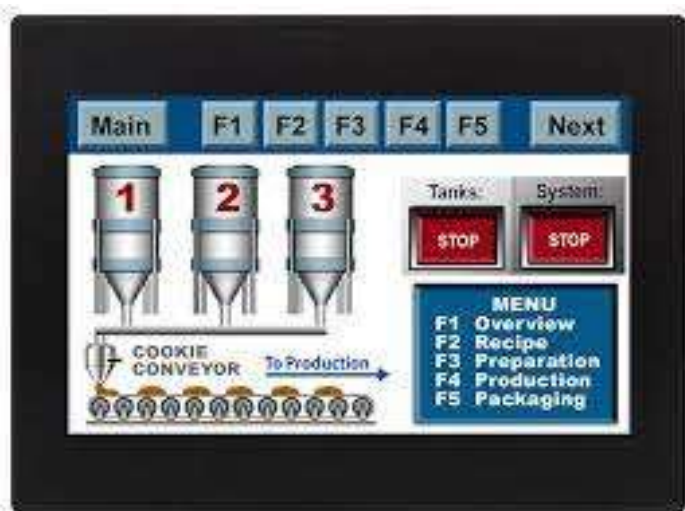 Main F1 F2 F3 F4 F5 Next
1 2 3
Tanks: System:
STOP STOP
MENU
F1 Overview
F2 Recipe
F3 Preparation
F4 Production
F5 Packaging
COOKIE
CONVEYOR
To Production